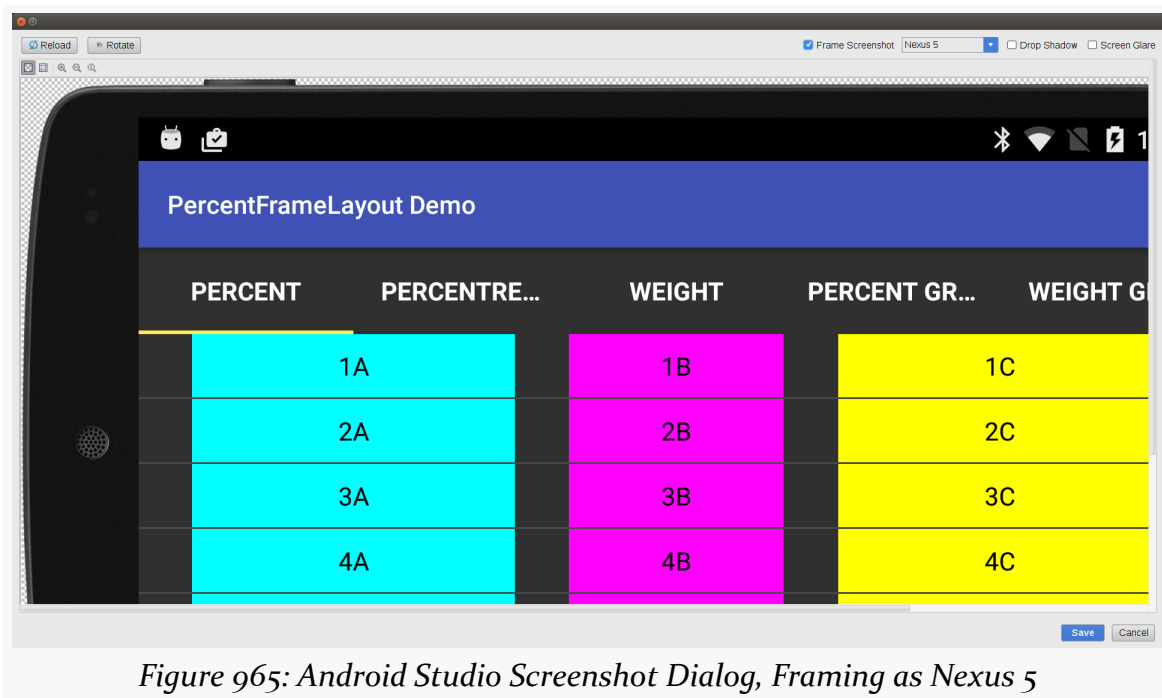 Reload Rotate Frame Screenshot Nexus 5 Drop Shadow Screen Glare
PercentFrameLayout Demo
PERCENT PERCENTRE... WEIGHT PERCENT GR... WEIGHT
1A 1B 1C
2A 2B 2C
3A 3B 3C
4A 4B 4C
Save Cancel
Figure 965: Android Studio Screenshot Dialog, Framing as Nexus 5